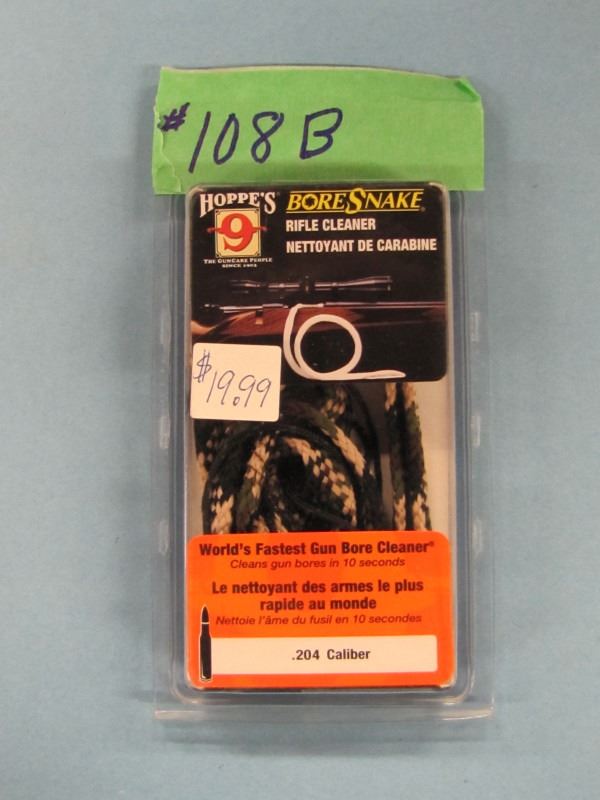 #108 B
HOPPE'S
9
THE GUNCARE PEOPLE
SINCE 1903
BORESNAKE®
RIFLE CLEANER
NETTOYANT DE CARABINE
$19.99
World's Fastest Gun Bore Cleaner®
Cleans gun bores in 10 seconds
Le nettoyant des armes le plus
rapide au monde
Nettoie l'âme du fusil en 10 secondes
.204 Caliber